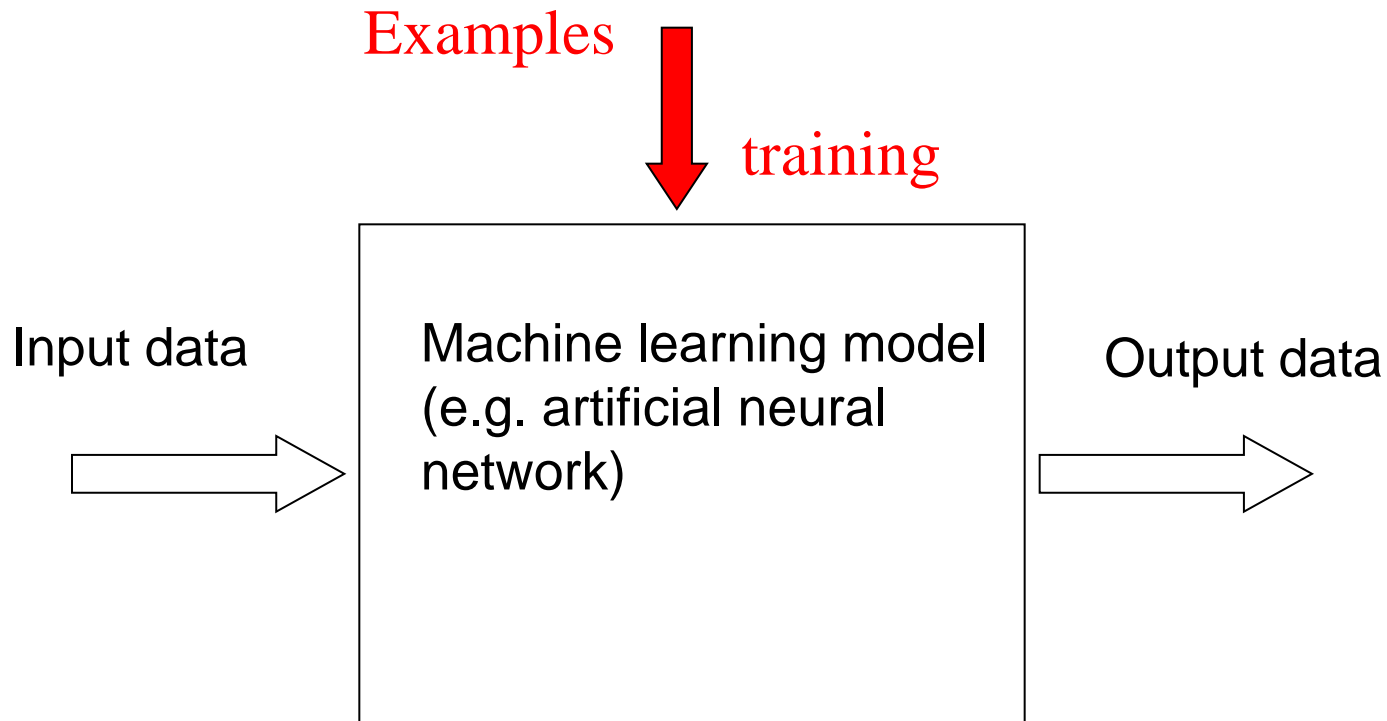 Examples
training
Input data
Machine learning model
(e.g. artificial neural
network)
Output data